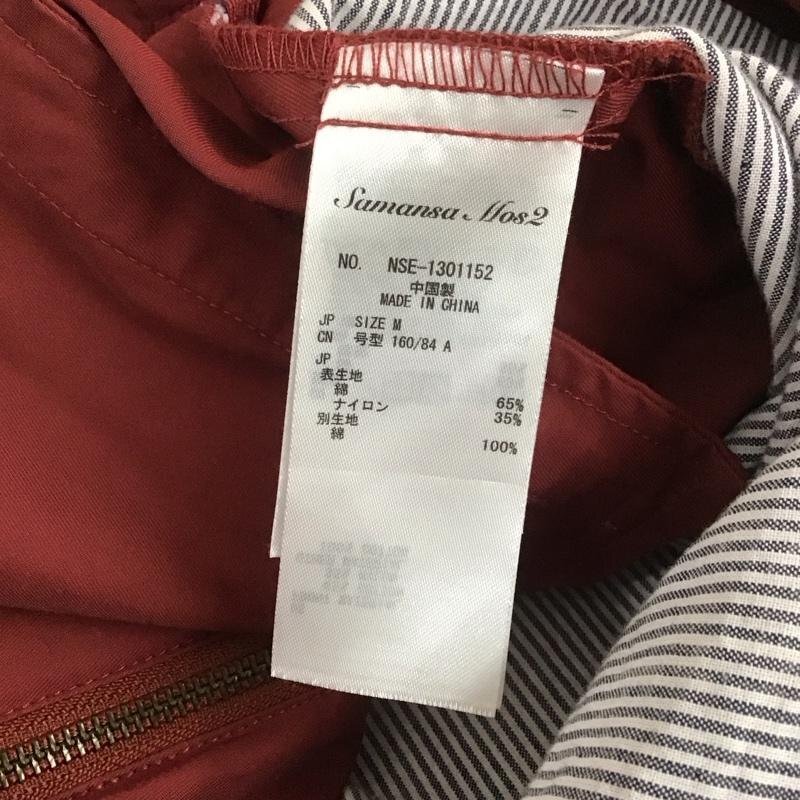 Samansa Mos2
NO. NSE-1301152
中国製
MADE IN CHINA
JP SIZE M
CN 号型 160/84 A
JP
表生地
綿 65%
ナイロン 35%
別生地
綿 100%